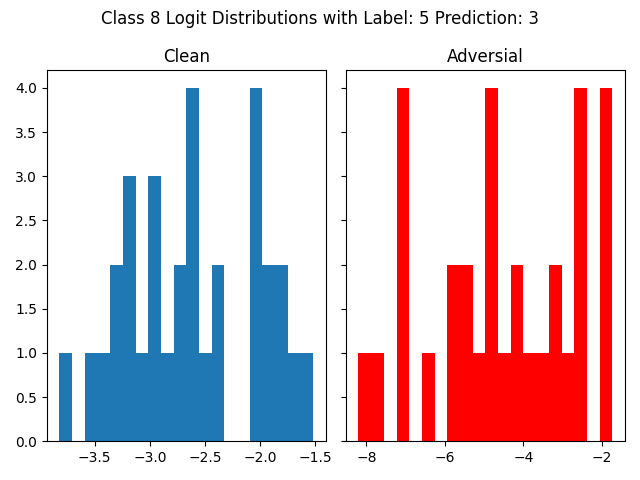 Class 8 Logit Distributions with Label: 5 Prediction: 3
Clean
Adversial
4.0
3.5
3.0
2.5
2.0
1.5
1.0
0.5
0.0
−3.5 −3.0 −2.5 −2.0 −1.5
−8 −6 −4 −2